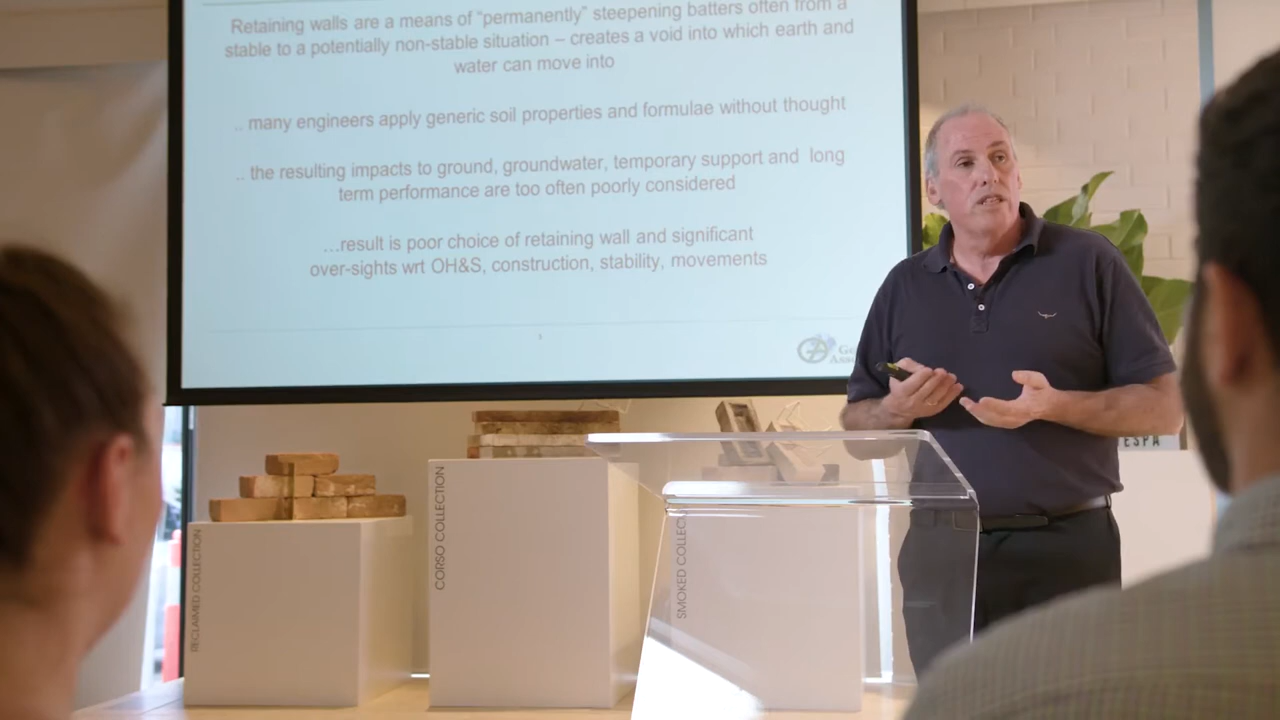 Retaining walls are a means of “permanently” steepening batters often from a
stable to a potentially non-stable situation – creates a void into which earth and
water can move into
.. many engineers apply generic soil properties and formulae without thought
.. the resulting impacts to ground, groundwater, temporary support and long
term performance are too often poorly considered
...result is poor choice of retaining wall and significant
over-sights wrt OH&S, construction, stability, movements
RECLAIMED COLLECTION
CORSO COLLECTION
SMOKED COLLECT